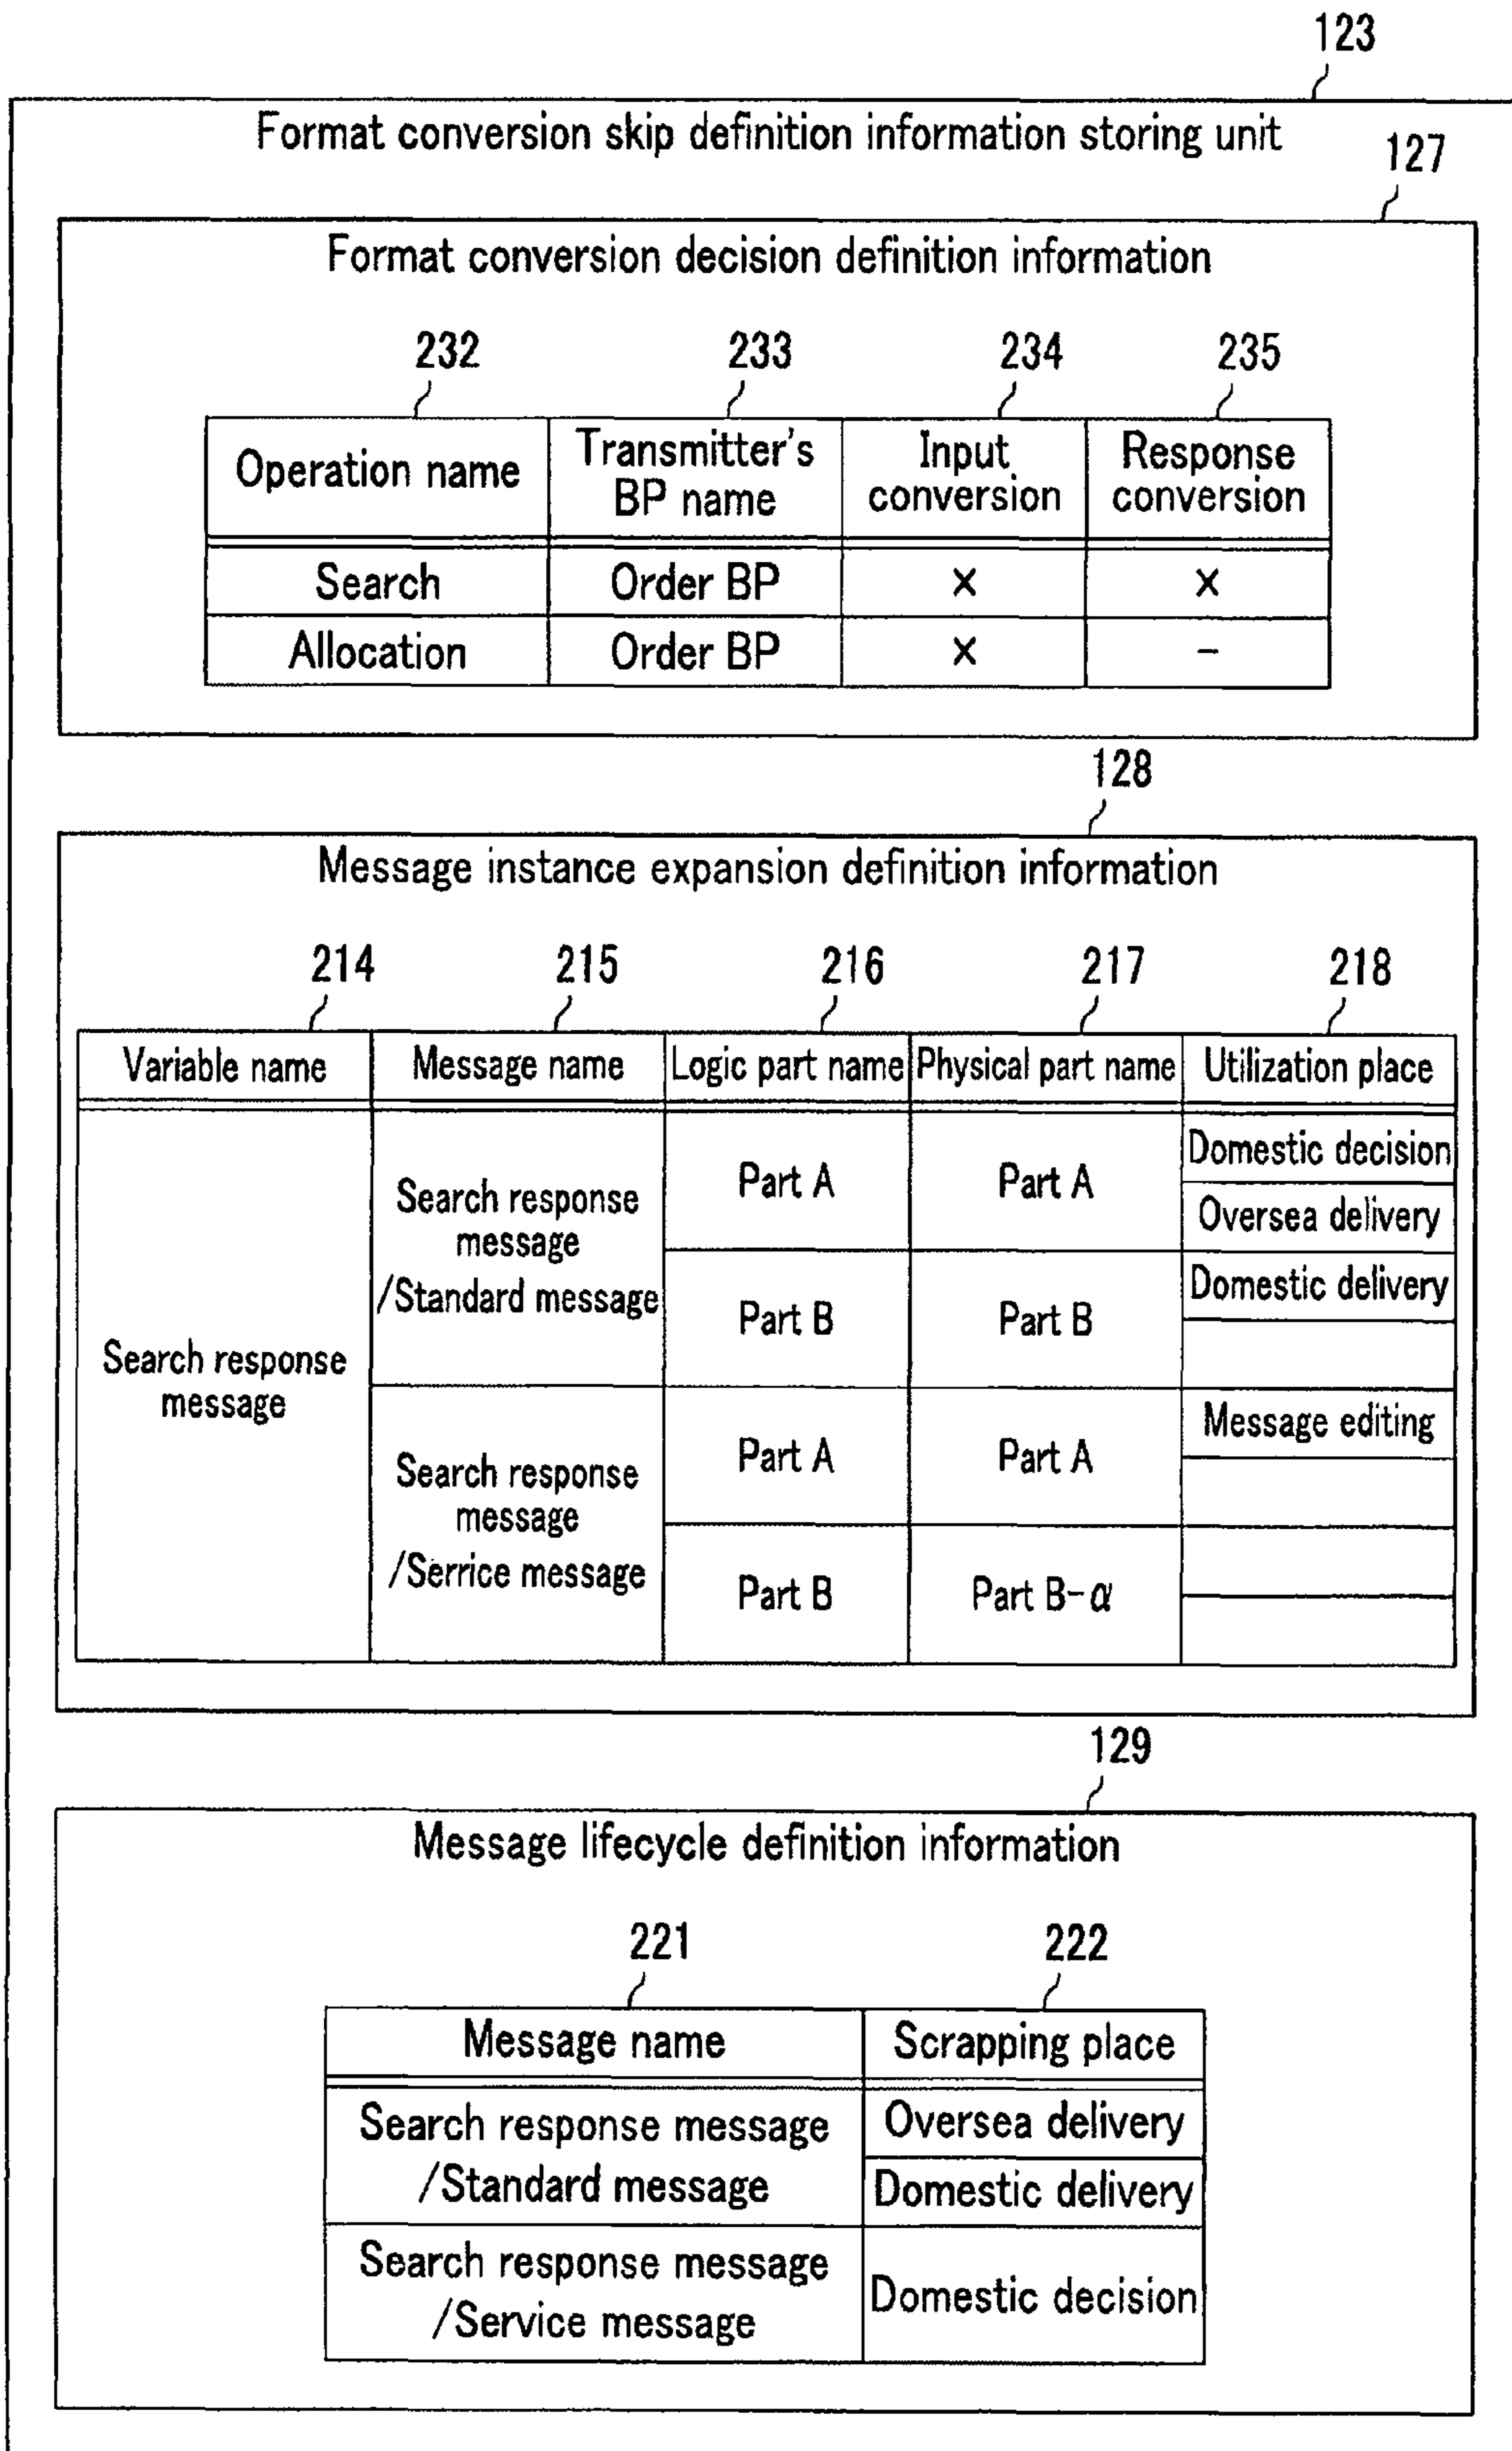 123
Format conversion skip definition information storing unit
127
Format conversion decision definition information
232 233 234 235
Operation name Transmitter's BP name Input conversion Response conversion
Search Order BP × ×
Allocation Order BP × -
128
Message instance expansion definition information
214 215 216 217 218
Variable name Message name Logic part name Physical part name Utilization place
Search response
message
Search response
message
/Standard message
Part A Part A
Domestic decision
Oversea delivery
Part B Part B
Domestic delivery
Search response
message
/Serrice message
Part A Part A
Message editing
Part B Part B-α
129
Message lifecycle definition information
221 222
Message name Scrapping place
Search response message
/Standard message
Oversea delivery
Domestic delivery
Search response message
/Service message
Domestic decision